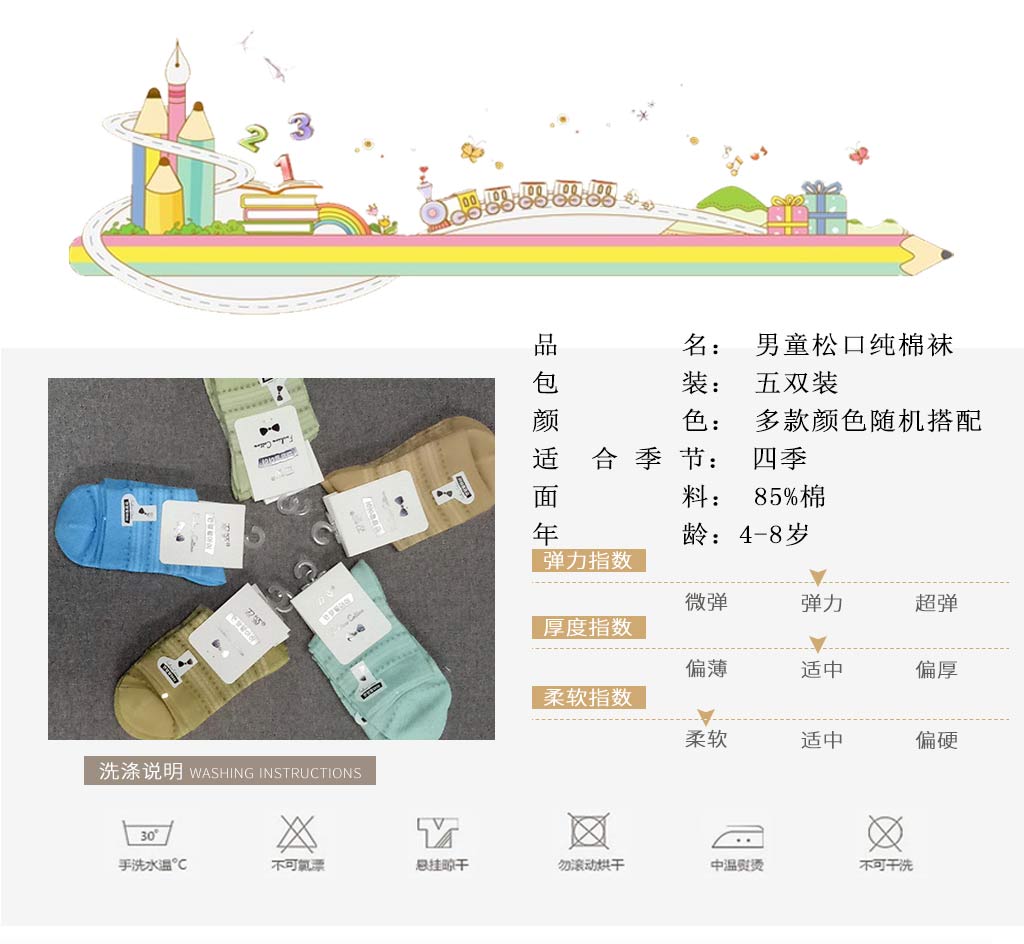 2
3
1
品 名： 男童松口纯棉袜
包 装： 五双装
颜 色： 多款颜色随机搭配
适 合 季 节： 四季
面 料： 85%棉
年 龄：4-8岁
弹力指数
微弹 弹力 超弹
厚度指数
偏薄 适中 偏厚
柔软指数
柔软 适中 偏硬
洗涤说明 WASHING INSTRUCTIONS
30°
手洗水温°C 不可氯漂 悬挂晾干 勿滚动烘干 中温熨烫 不可干洗